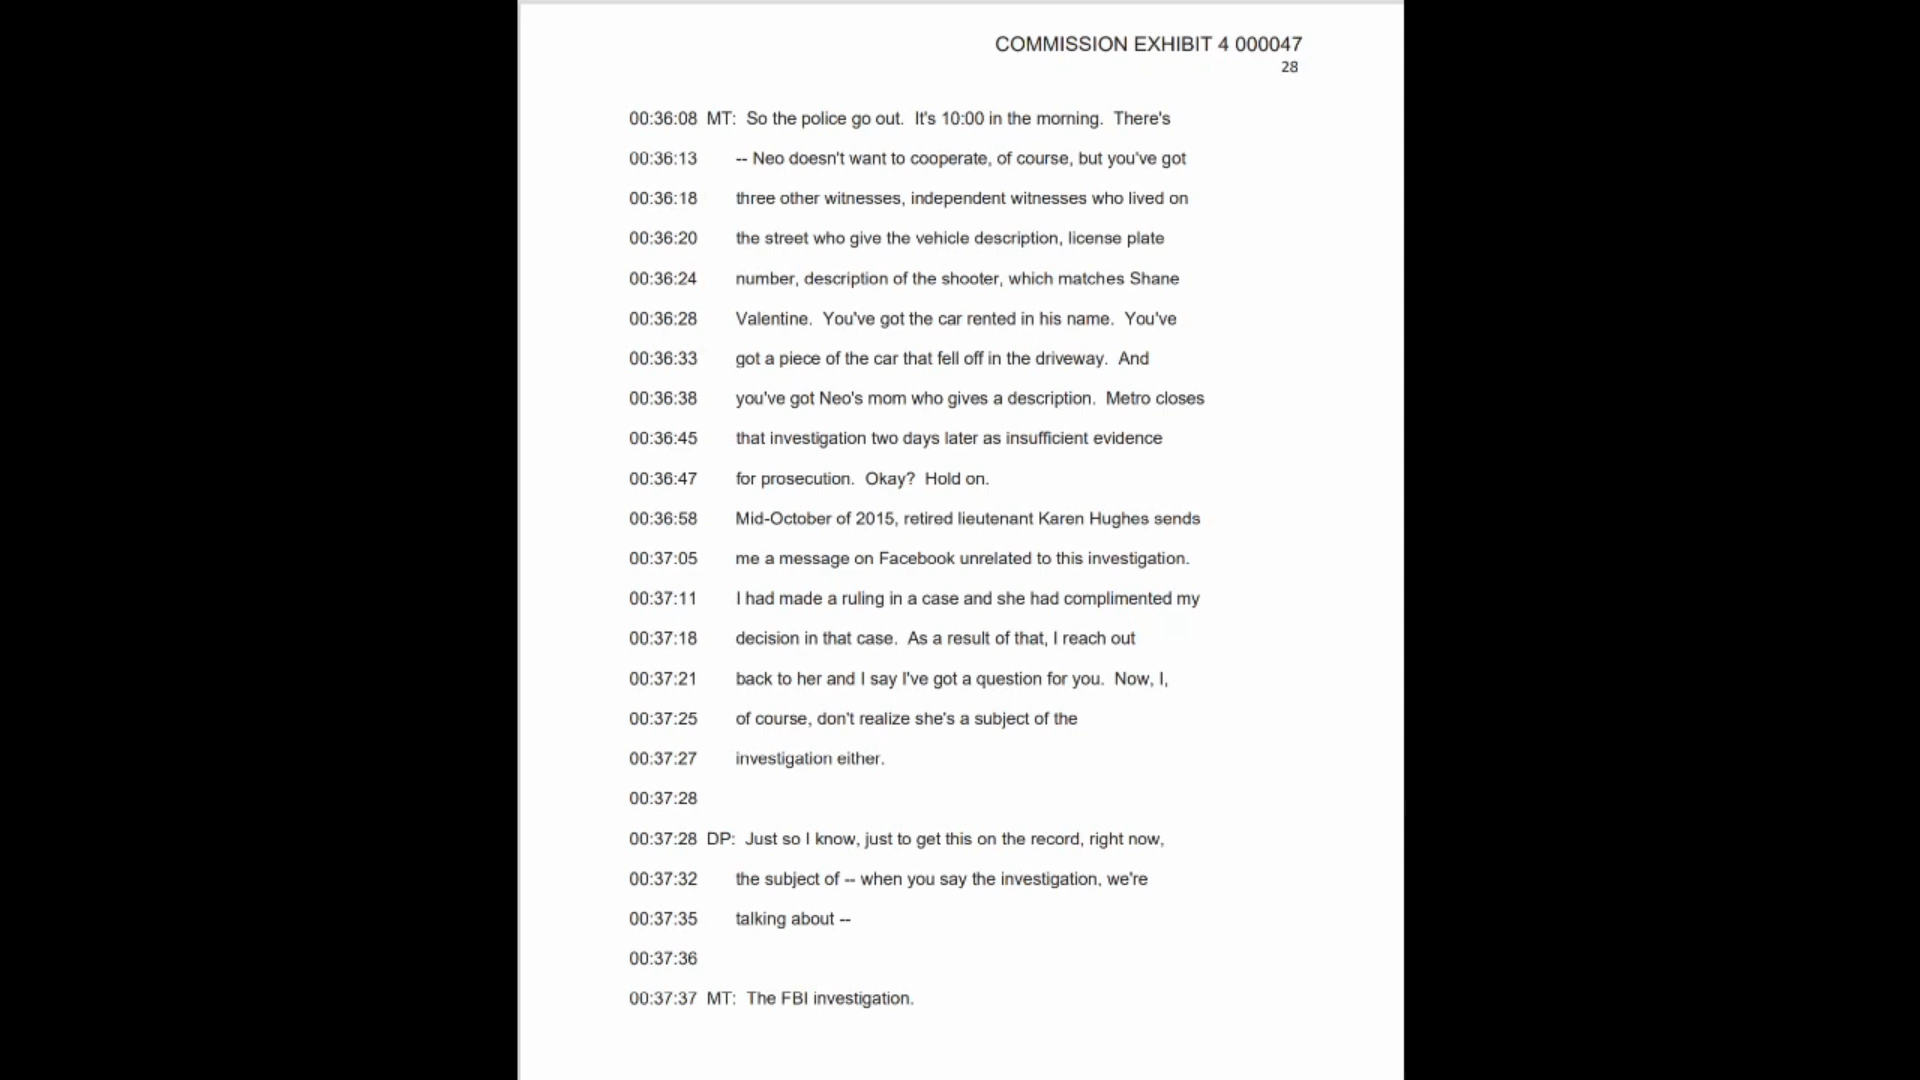 COMMISSION EXHIBIT 4 000047
28
00:36:08 MT: So the police go out. It's 10:00 in the morning. There's
00:36:13 -- Neo doesn't want to cooperate, of course, but you've got
00:36:18 three other witnesses, independent witnesses who lived on
00:36:20 the street who give the vehicle description, license plate
00:36:24 number, description of the shooter, which matches Shane
00:36:28 Valentine. You've got the car rented in his name. You've
00:36:33 got a piece of the car that fell off in the driveway. And
00:36:38 you've got Neo's mom who gives a description. Metro closes
00:36:45 that investigation two days later as insufficient evidence
00:36:47 for prosecution. Okay? Hold on.
00:36:58 Mid-October of 2015, retired lieutenant Karen Hughes sends
00:37:05 me a message on Facebook unrelated to this investigation.
00:37:11 I had made a ruling in a case and she had complimented my
00:37:18 decision in that case. As a result of that, I reach out
00:37:21 back to her and I say I've got a question for you. Now, I,
00:37:25 of course, don't realize she's a subject of the
00:37:27 investigation either.
00:37:28
00:37:28 DP: Just so I know, just to get this on the record, right now,
00:37:32 the subject of -- when you say the investigation, we're
00:37:35 talking about --
00:37:36
00:37:37 MT: The FBI investigation.